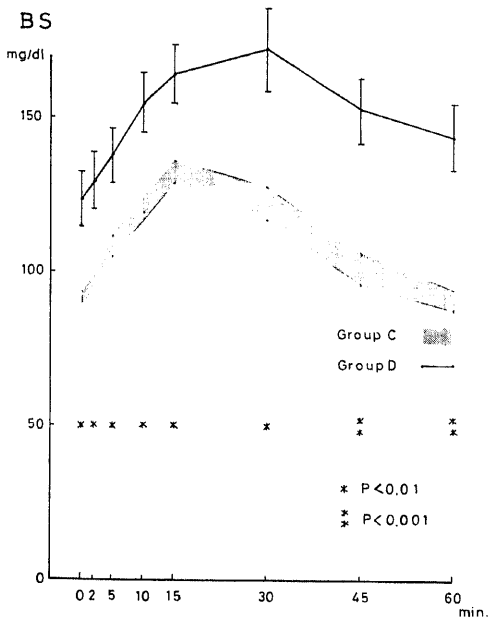 BS
mg/dl
150
100
Group C
Group D
50
* * * * * * * *
* *
* P<0.01
* P<0.001
*
0
0 2 5 10 15 30 45 60
min.